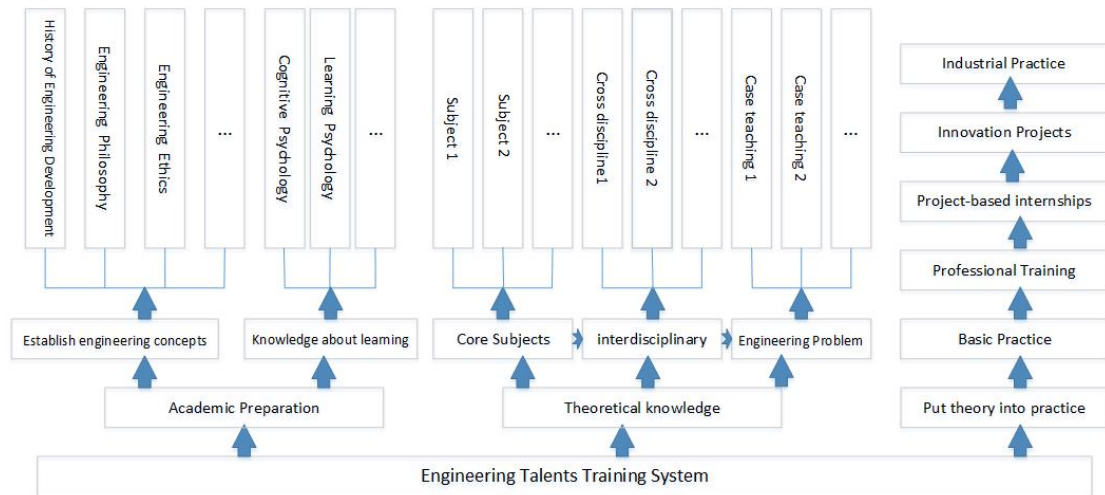 History of Engineering Development
Engineering Philosophy
Engineering Ethics
...
Cognitive Psychology
Learning Psychology
...
Subject 1
Subject 2
...
Cross discipline1
Cross discipline 2
...
Case teaching 1
Case teaching 2
...
Industrial Practice
Innovation Projects
Project-based internships
Professional Training
Establish engineering concepts
Knowledge about learning
Core Subjects
interdisciplinary
Engineering Problem
Basic Practice
Academic Preparation
Theoretical knowledge
Put theory into practice
Engineering Talents Training System